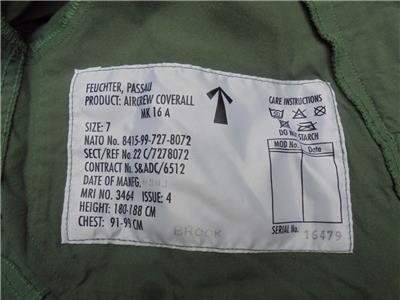 FEUCHTER, PASSAU
PRODUCT: AIRCREW COVERALL
MK 16 A
SIZE: 7
NATO No. 8415-99-727-8072
SECT/REF No. 22 C/7278072
CONTRACT No. S&ADC/6512
DATE OF MANFG.
MRI NO. 3464 ISSUE: 4
HEIGHT: 180-188 CM
CHEST: 91-99 CM
BROOK
CARE INSTRUCTIONS
DO NOT STARCH
MOD No. Date
SERIAL No. 16479